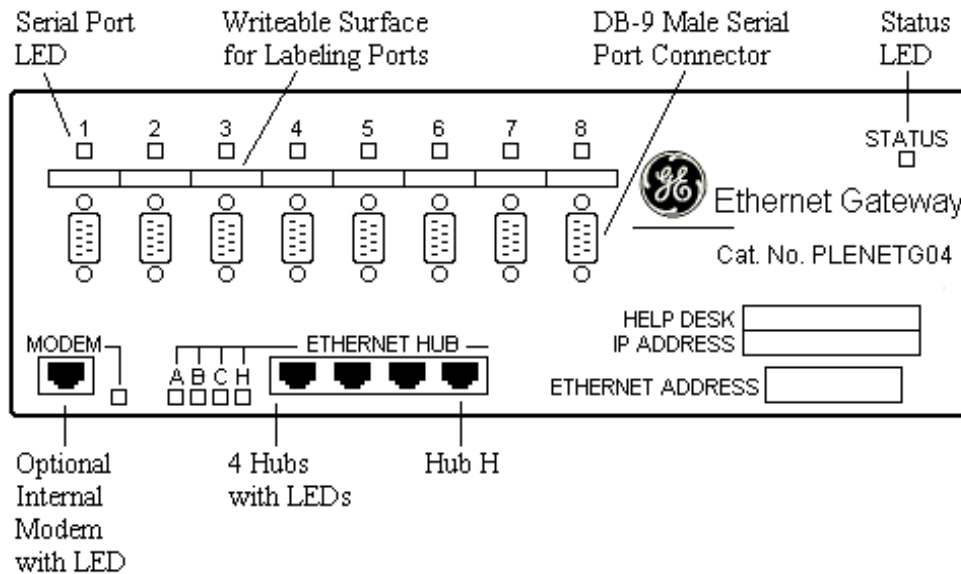 Serial Port
LED
Writeable Surface
for Labeling Ports
DB-9 Male Serial
Port Connector
Status
LED
1 2 3 4 5 6 7 8
STATUS
GE
Ethernet Gateway
Cat. No. PLENETG04
HELP DESK
IP ADDRESS
MODEM
ETHERNET HUB
A B C H
ETHERNET ADDRESS
Optional
Internal
Modem
with LED
4 Hubs
with LEDs
Hub H